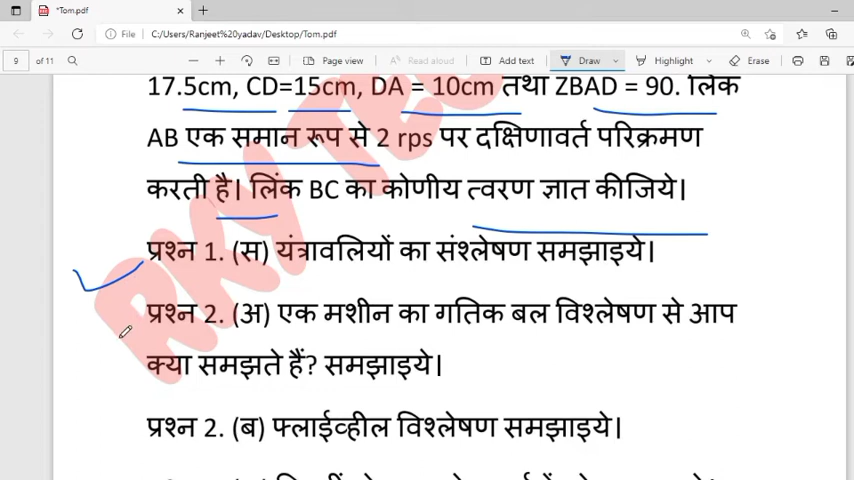 *Tom.pdf
File
C:/Users/Ranjeet%20yadav/Desktop/Tom.pdf
9 of 11
Page view
Read aloud
Add text
Draw
Highlight
Erase
17.5cm, CD=15cm, DA = 10cm तथा ZBAD = 90. लिंक
AB एक समान रूप से 2 rps पर दक्षिणावर्त परिक्रमण
करती है। लिंक BC का कोणीय त्वरण ज्ञात कीजिये।
प्रश्न 1. (स) यंत्रावलियों का संश्लेषण समझाइये।
प्रश्न 2. (अ) एक मशीन का गतिक बल विश्लेषण से आप
क्या समझते हैं? समझाइये।
प्रश्न 2. (ब) फ्लाईव्हील विश्लेषण समझाइये।
RKY TEC